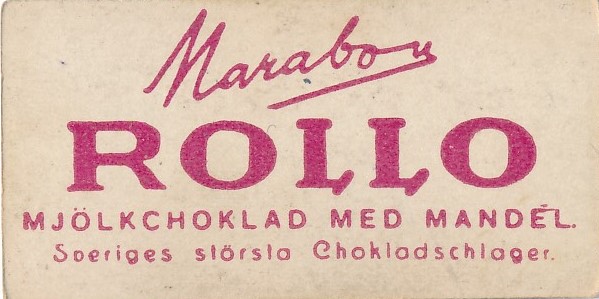 Marabou
ROLLO
MJÖLKCHOKLAD MED MANDEL.
Sveriges största Chokladschlager.